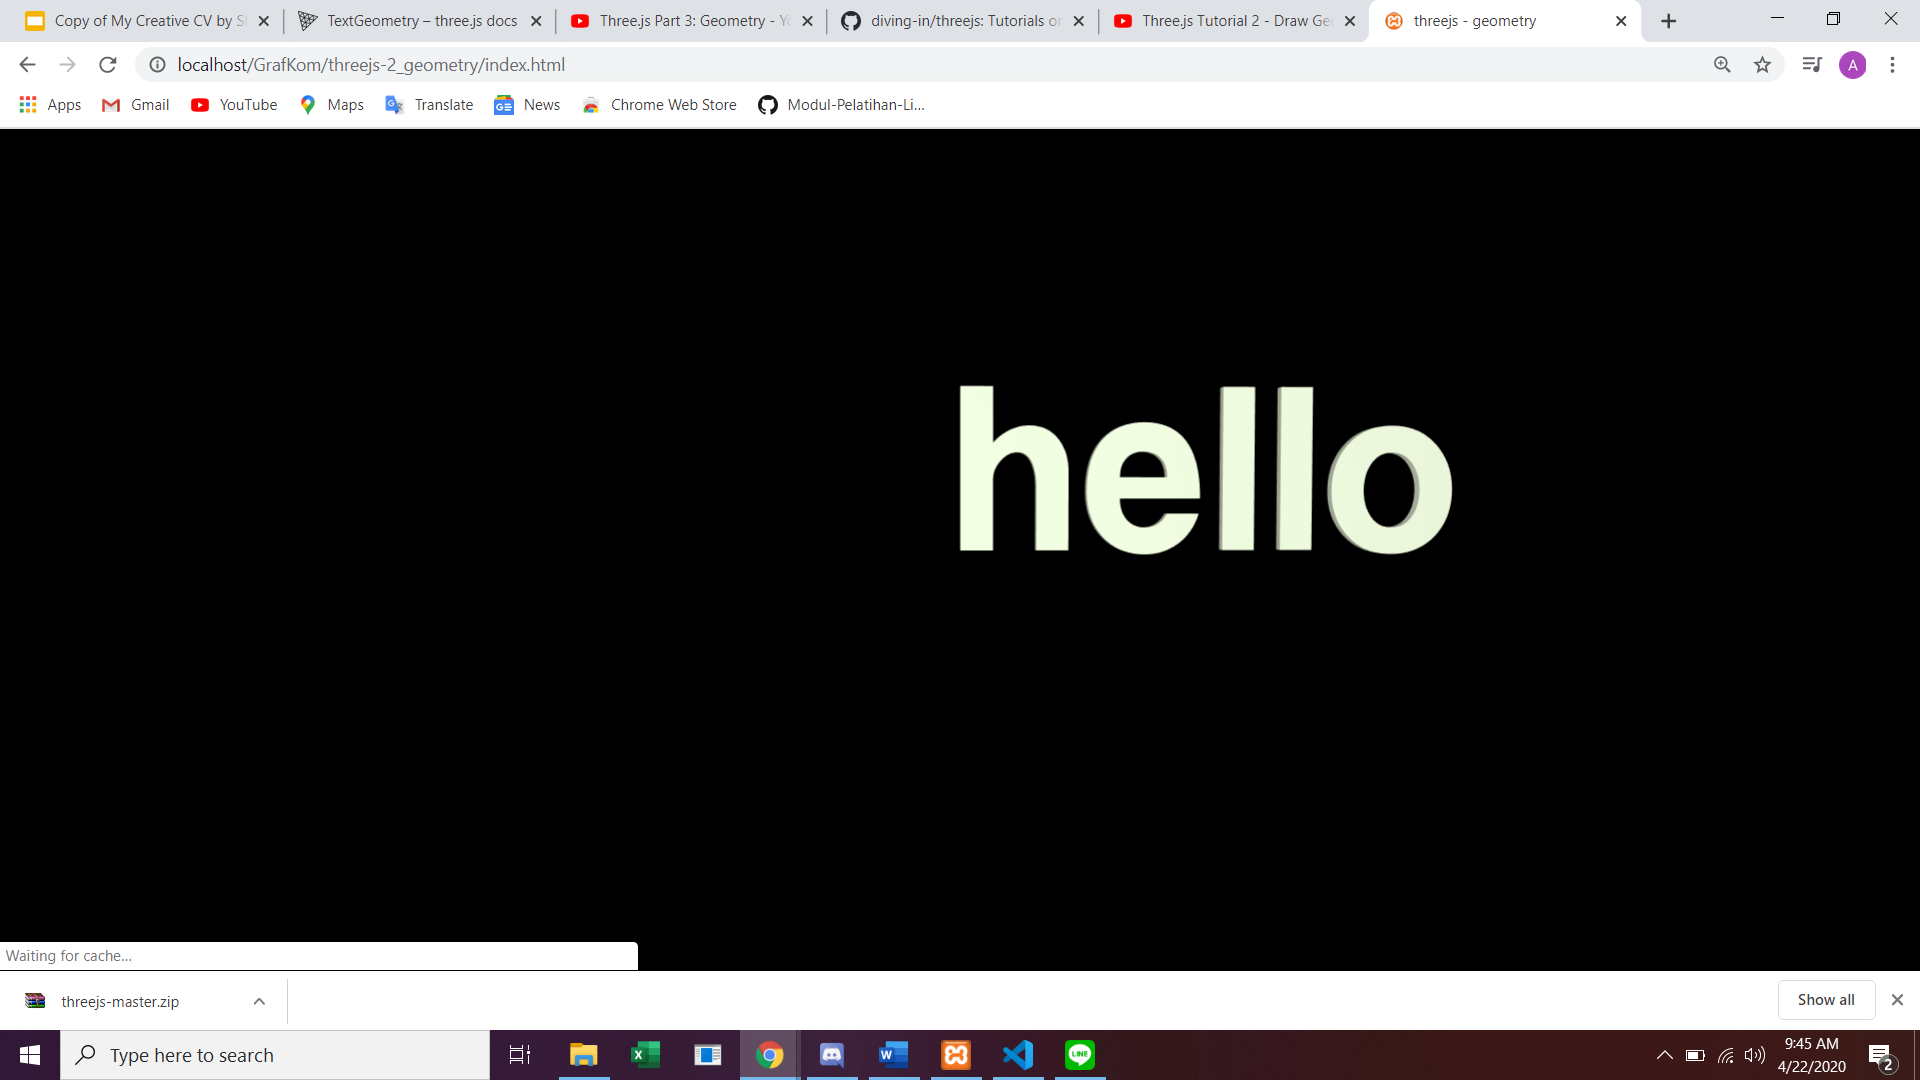 Copy of My Creative CV by S
TextGeometry – three.js docs
Three.js Part 3: Geometry - Yo
diving-in/threejs: Tutorials on
Three.js Tutorial 2 - Draw Geo
threejs - geometry
localhost/GrafKom/threejs-2_geometry/index.html
A
Apps
Gmail
YouTube
Maps
Translate
News
Chrome Web Store
Modul-Pelatihan-Li...
hello
Waiting for cache...
threejs-master.zip
Show all
Type here to search
9:45 AM
4/22/2020
2